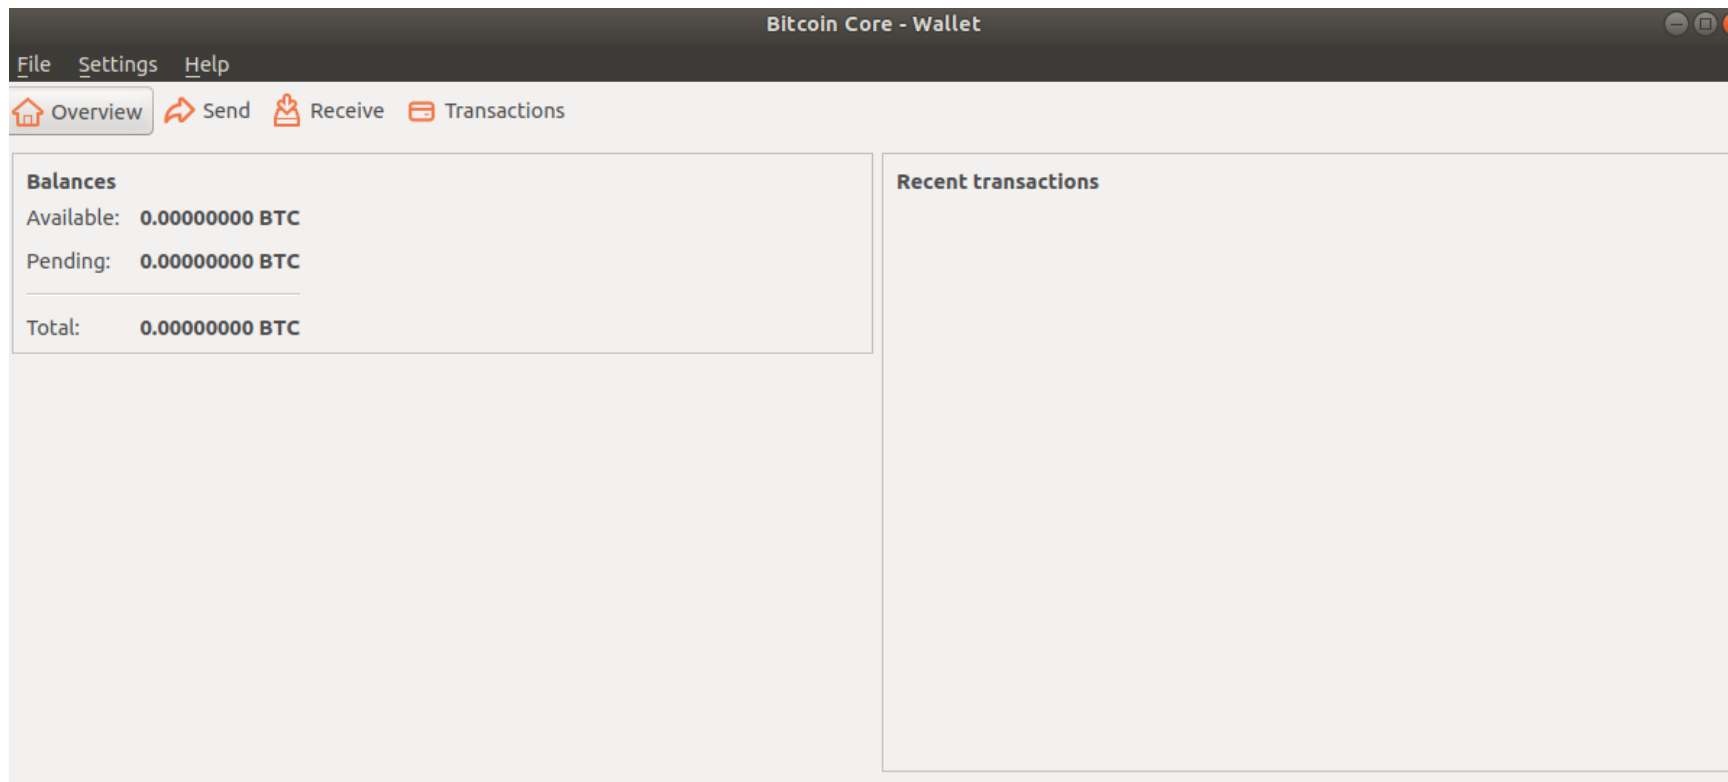 Bitcoin Core - Wallet
File Settings Help
Overview Send Receive Transactions
Balances
Available: 0.00000000 BTC
Pending: 0.00000000 BTC
Total: 0.00000000 BTC
Recent transactions